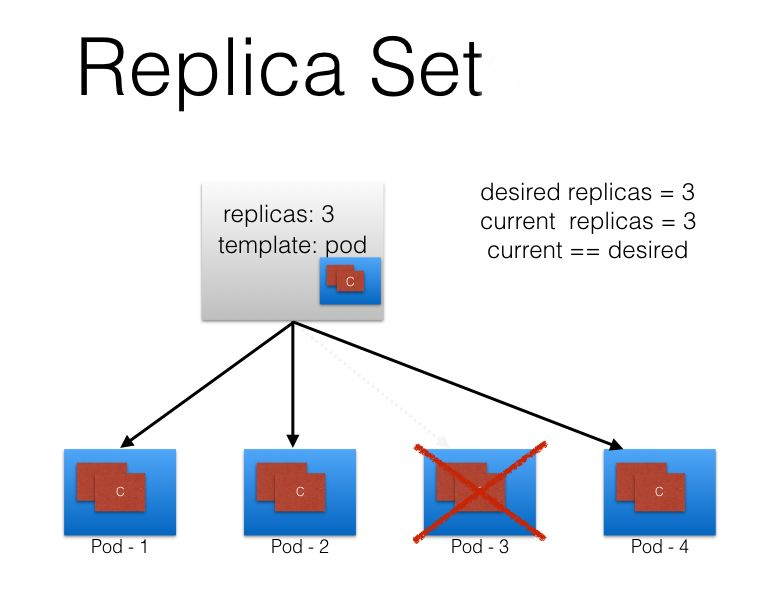 Replica Set
replicas: 3
template: pod
C
desired replicas = 3
current replicas = 3
current == desired
C
C
C
Pod - 1
Pod - 2
Pod - 3
Pod - 4